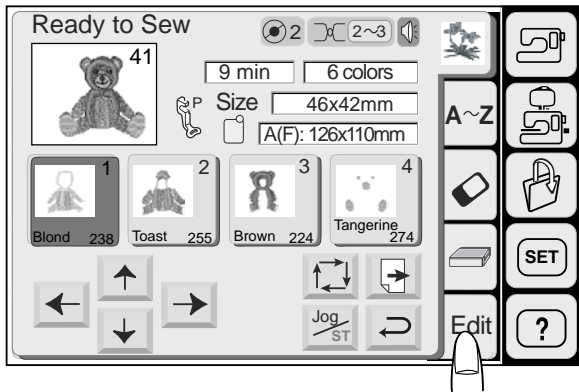 Ready to Sew
2
2~3
41
9 min
6 colors
P
Size
46x42mm
A(F): 126x110mm
A~Z
1
Blond 238
2
Toast 255
3
Brown 224
4
Tangerine
274
SET
Jog
ST
Edit
?